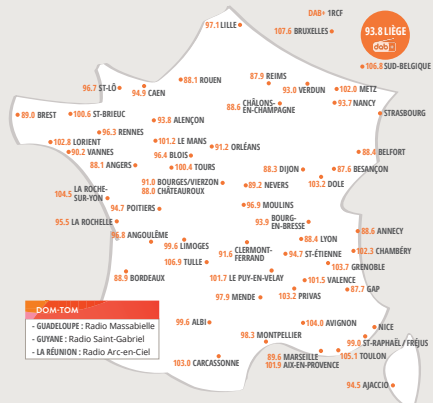 DAB+ 1RCF
97.1 LILLE
107.6 BRUXELLES
93.8 LIÈGE
dab+
106.8 SUD-BELGIQUE
88.1 ROUEN
87.9 REIMS
96.7 ST-LÔ
94.9 CAEN
93.0 VERDUN
102.0 METZ
88.6 CHÂLONS-
EN-CHAMPAGNE
93.7 NANCY
89.0 BREST
100.6 ST-BRIEUC
93.8 ALENÇON
STRASBOURG
96.3 RENNES
102.8 LORIENT
101.2 LE MANS
91.2 ORLÉANS
90.2 VANNES
96.4 BLOIS
88.4 BELFORT
88.1 ANGERS
100.4 TOURS
88.3 DIJON
87.6 BESANÇON
91.0 BOURGES/VIERZON
88.0 CHÂTEAUROUX
89.2 NEVERS
103.2 DOLE
104.5 LA ROCHE-
SUR-YON
94.7 POITIERS
96.9 MOULINS
95.5 LA ROCHELLE
93.9 BOURG-
EN-BRESSE
88.6 ANNECY
96.8 ANGOULÊME
99.6 LIMOGES
91.6 CLERMONT-
FERRAND
88.4 LYON
94.7 ST-ÉTIENNE
102.3 CHAMBÉRY
106.9 TULLE
103.7 GRENOBLE
88.9 BORDEAUX
101.7 LE PUY-EN-VELAY
101.5 VALENCE
97.9 MENDE
103.2 PRIVAS
87.7 GAP
DOM-TOM
- GUADELOUPE : Radio Massabielle
- GUYANE : Radio Saint-Gabriel
- LA RÉUNION : Radio Arc-en-Ciel
99.6 ALBI
104.0 AVIGNON
NICE
98.3 MONTPELLIER
99.0 ST-RAPHAËL / FRÉJUS
103.0 CARCASSONNE
89.6 MARSEILLE
101.9 AIX-EN-PROVENCE
105.1 TOULON
94.5 AJACCIO